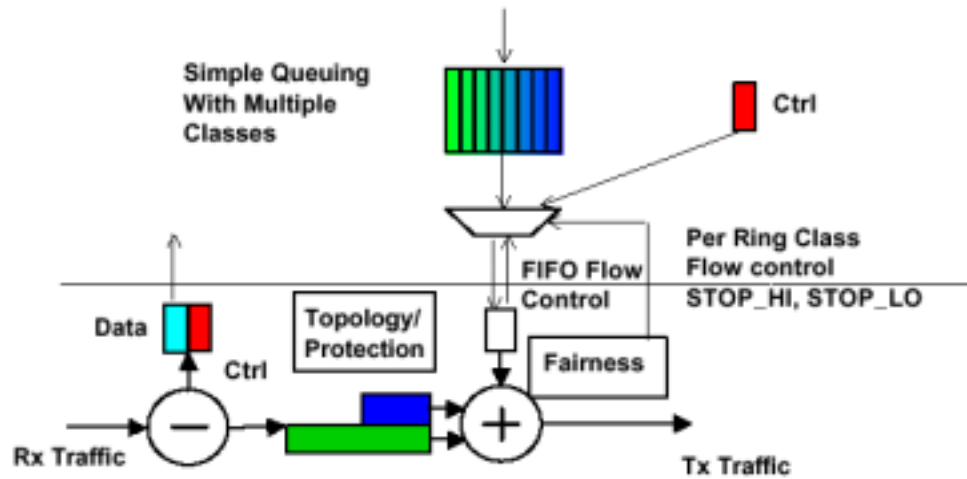 Simple Queuing
With Multiple
Classes
Ctrl
Per Ring Class
Flow control
STOP_HI, STOP_LO
FIFO Flow
Control
Data
Ctrl
Topology/
Protection
Fairness
Rx Traffic
Tx Traffic